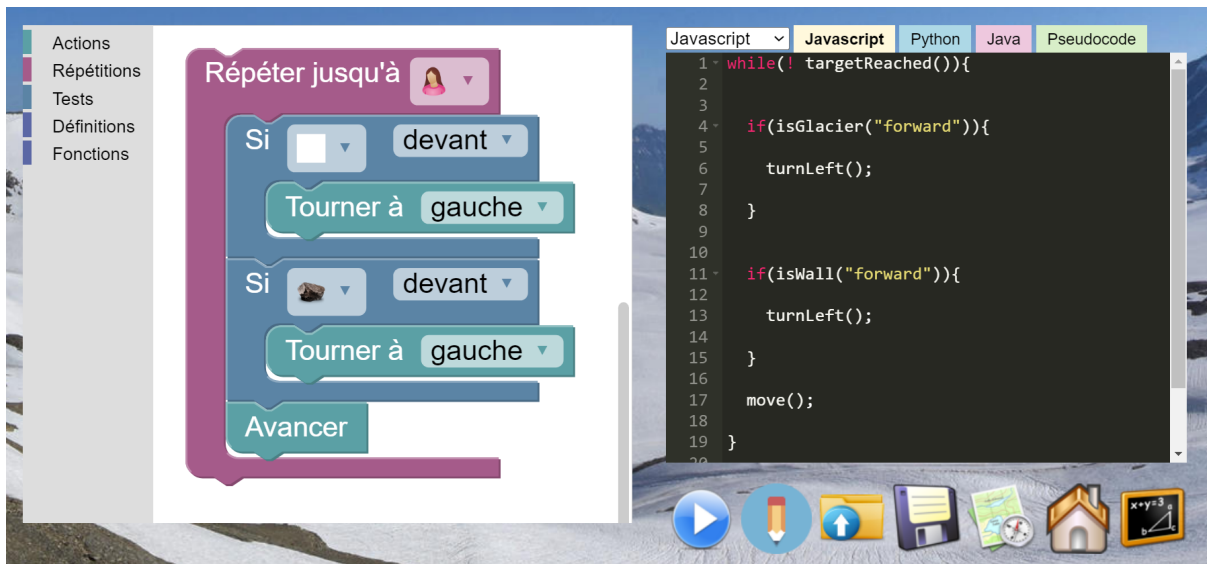 Actions
Répétitions
Tests
Définitions
Fonctions
Répéter jusqu'à
Si devant
Tourner à gauche
Si devant
Tourner à gauche
Avancer
Javascript Javascript Python Java Pseudocode
1 while(! targetReached()){
2
3
4 if(isGlacier("forward")){
5
6 turnLeft();
7
8 }
9
10
11 if(isWall("forward")){
12
13 turnLeft();
14
15 }
16
17 move();
18
19 }
20
x+y=3
a
b c